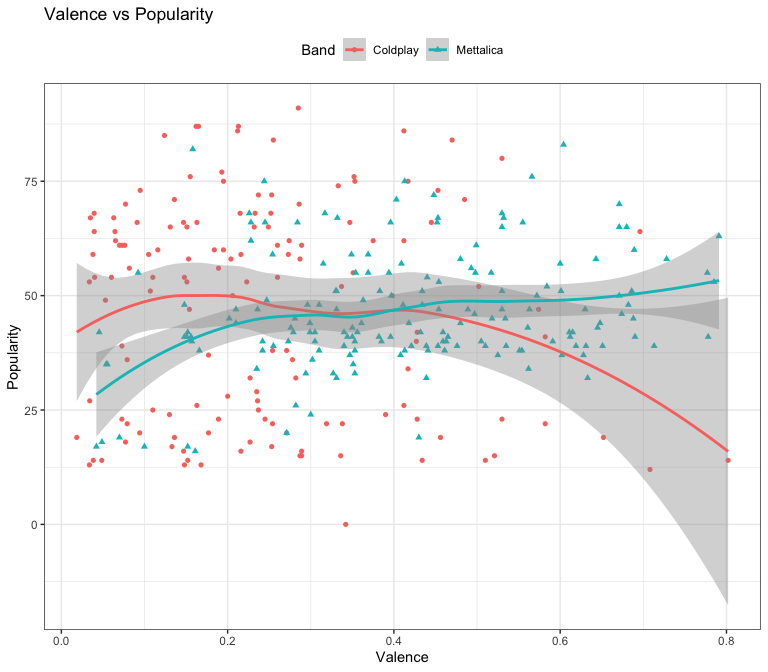 Valence vs Popularity
Band Coldplay Mettalica
75
50
25
0
Popularity
0.0 0.2 0.4 0.6 0.8
Valence